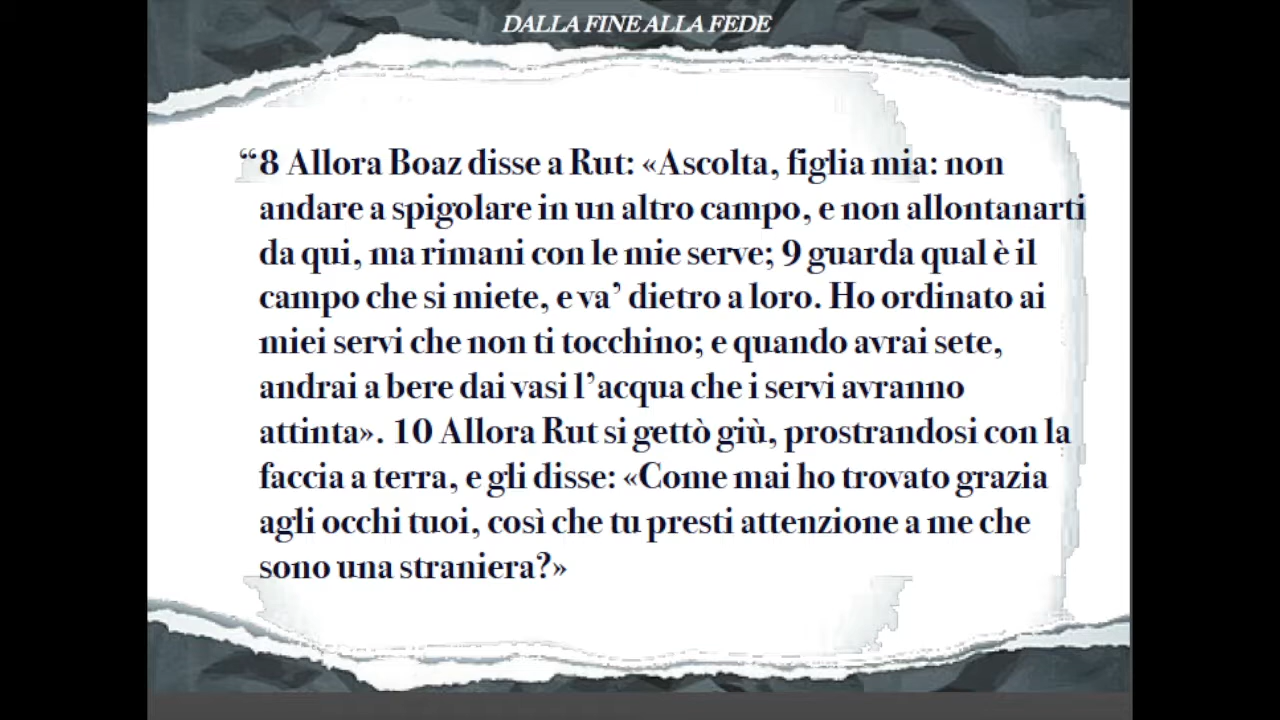 DALLA FINE ALLA FEDE
“8 Allora Boaz disse a Rut: «Ascolta, figlia mia: non
andare a spigolare in un altro campo, e non allontanarti
da qui, ma rimani con le mie serve; 9 guarda qual è il
campo che si miete, e va’ dietro a loro. Ho ordinato ai
miei servi che non ti tocchino; e quando avrai sete,
andrai a bere dai vasi l’acqua che i servi avranno
attinta». 10 Allora Rut si gettò giù, prostrandosi con la
faccia a terra, e gli disse: «Come mai ho trovato grazia
agli occhi tuoi, così che tu presti attenzione a me che
sono una straniera?»